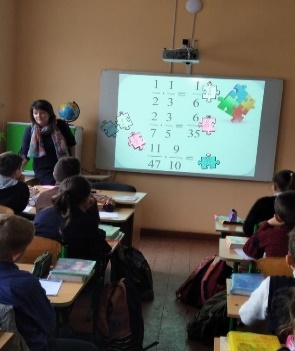 1/2 · 1/3 = 1/6
2/7 · 3/5 = 6/35
11/47 · 9/10 =